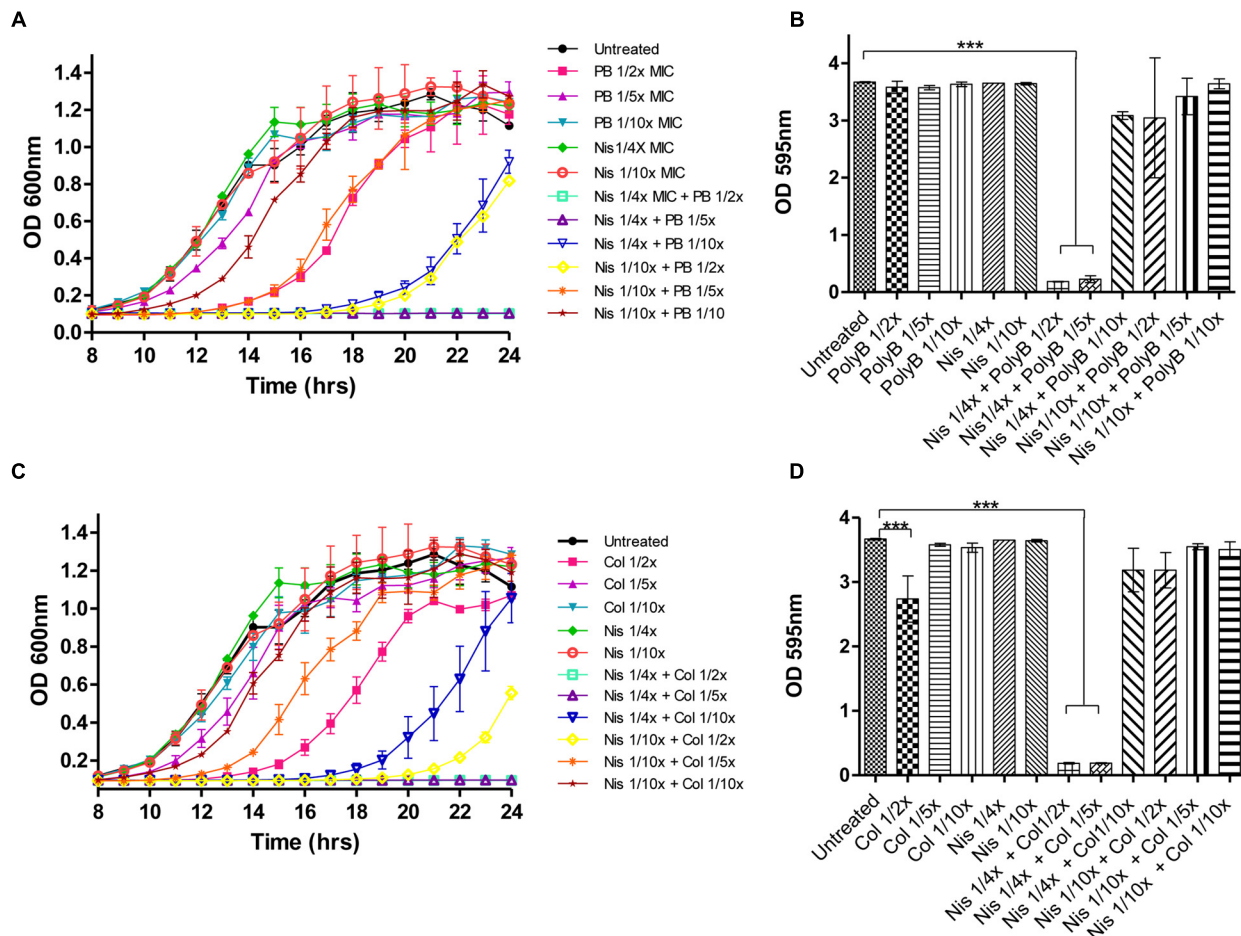 A
OD 600nm
1.4
1.2
1.0
0.8
0.6
0.4
0.2
0.0
8 10 12 14 16 18 20 22 24
Time (hrs)
Untreated
PB 1/2x MIC
PB 1/5x MIC
PB 1/10x MIC
Nis1/4X MIC
Nis 1/10x MIC
Nis 1/4x MIC + PB 1/2x
Nis 1/4x + PB 1/5x
Nis 1/4x + PB 1/10x
Nis 1/10x + PB 1/2x
Nis 1/10x + PB 1/5x
Nis 1/10x + PB 1/10
B
OD 595nm
4
3
2
1
0
***
Untreated
PolyB 1/2x
PolyB 1/5x
PolyB 1/10x
Nis 1/4x
Nis 1/10x
Nis 1/4x + PolyB 1/2x
Nis1/4x + PolyB 1/5x
Nis 1/4x + PolyB 1/10x
Nis1/10x + PolyB 1/2x
Nis 1/10x + PolyB 1/5x
Nis 1/10x + PolyB 1/10x
C
OD 600nm
1.4
1.2
1.0
0.8
0.6
0.4
0.2
8 10 12 14 16 18 20 22 24
Time (hrs)
Untreated
Col 1/2x
Col 1/5x
Col 1/10x
Nis 1/4x
Nis 1/10x
Nis 1/4x + Col 1/2x
Nis 1/4x + Col 1/5x
Nis 1/4x + Col 1/10x
Nis 1/10x + Col 1/2x
Nis 1/10x + Col 1/5x
Nis 1/10x + Col 1/10x
D
OD 595nm
4
3
2
1
0
***
***
Untreated
Col 1/2x
Col 1/5x
Col 1/10x
Nis 1/4x
Nis 1/10x
Nis 1/4x + Col1/2x
Nis 1/4x + Col 1/5x
Nis 1/4x + Col1/10x
Nis 1/10x + Col 1/2x
Nis 1/10x + Col 1/5x
Nis 1/10x + Col 1/10x